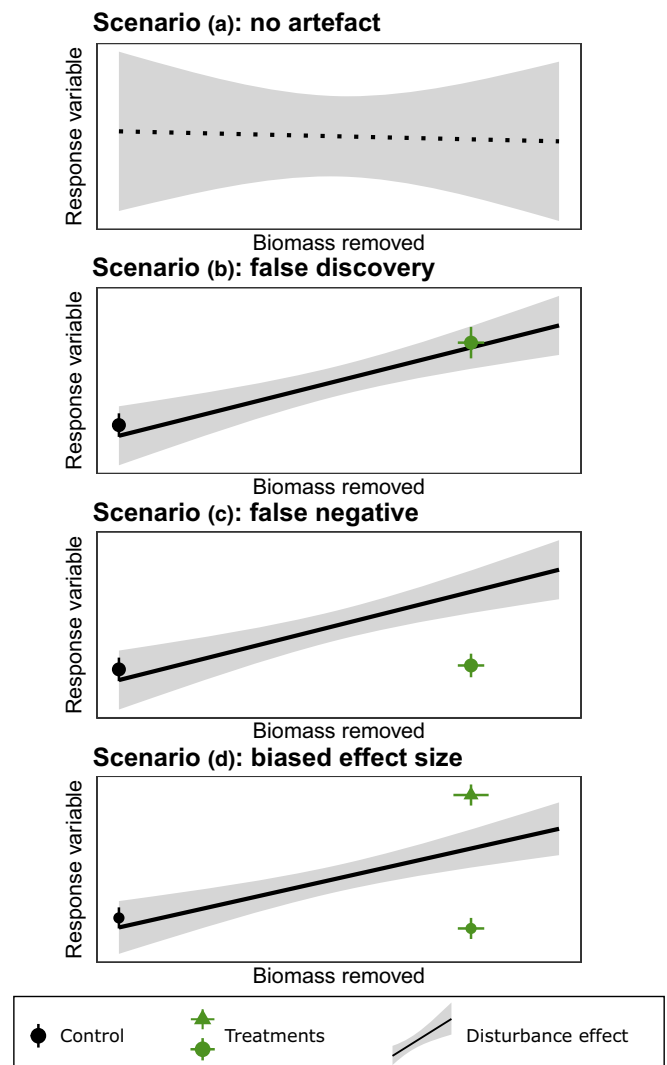 Scenario (a): no artefact
Response variable
Biomass removed
Scenario (b): false discovery
Response variable
Biomass removed
Scenario (c): false negative
Response variable
Biomass removed
Scenario (d): biased effect size
Response variable
Biomass removed
Control
Treatments
Disturbance effect